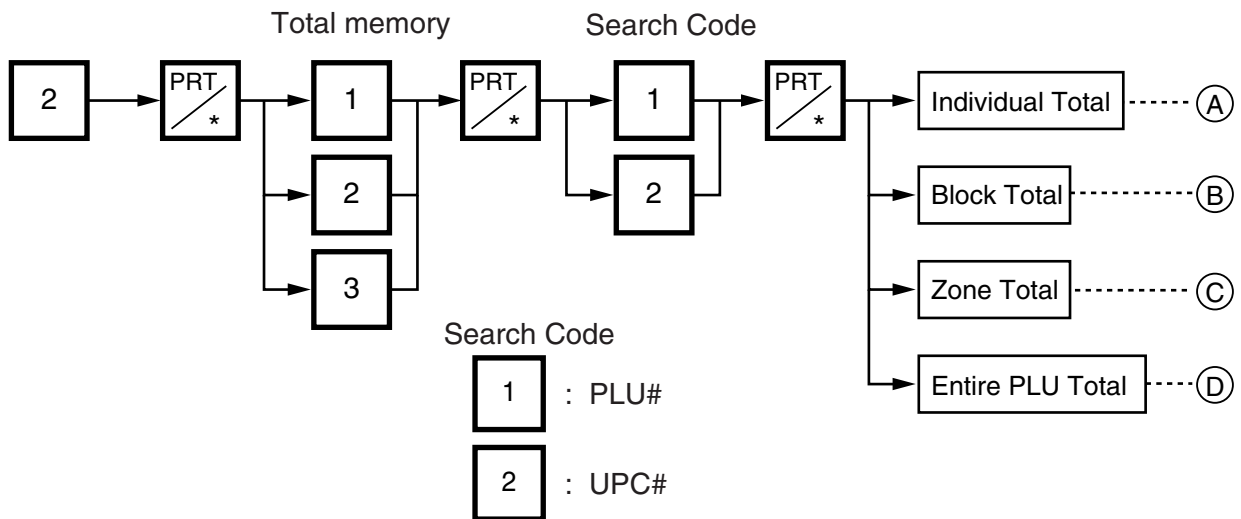 Total memory
Search Code
2
PRT
*
1
PRT
*
1
PRT
*
Individual Total
A
2
2
Block Total
B
3
Zone Total
C
Search Code
Entire PLU Total
D
1 : PLU#
2 : UPC#